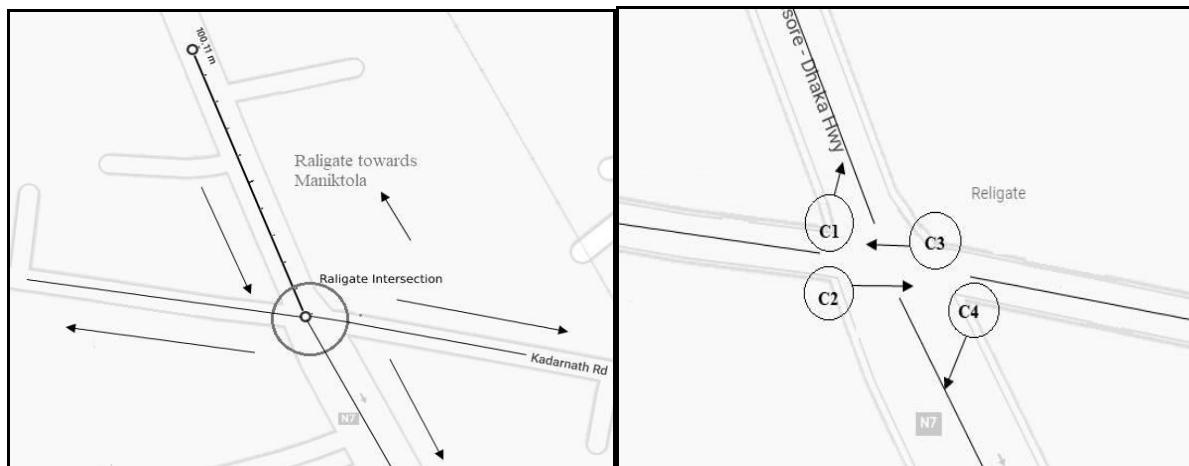 100.11 m
Raligate towards
Maniktola
Raligate Intersection
Kadarnath Rd
N7
sore - Dhaka Hwy
Religate
C1
C3
C2
C4
N7